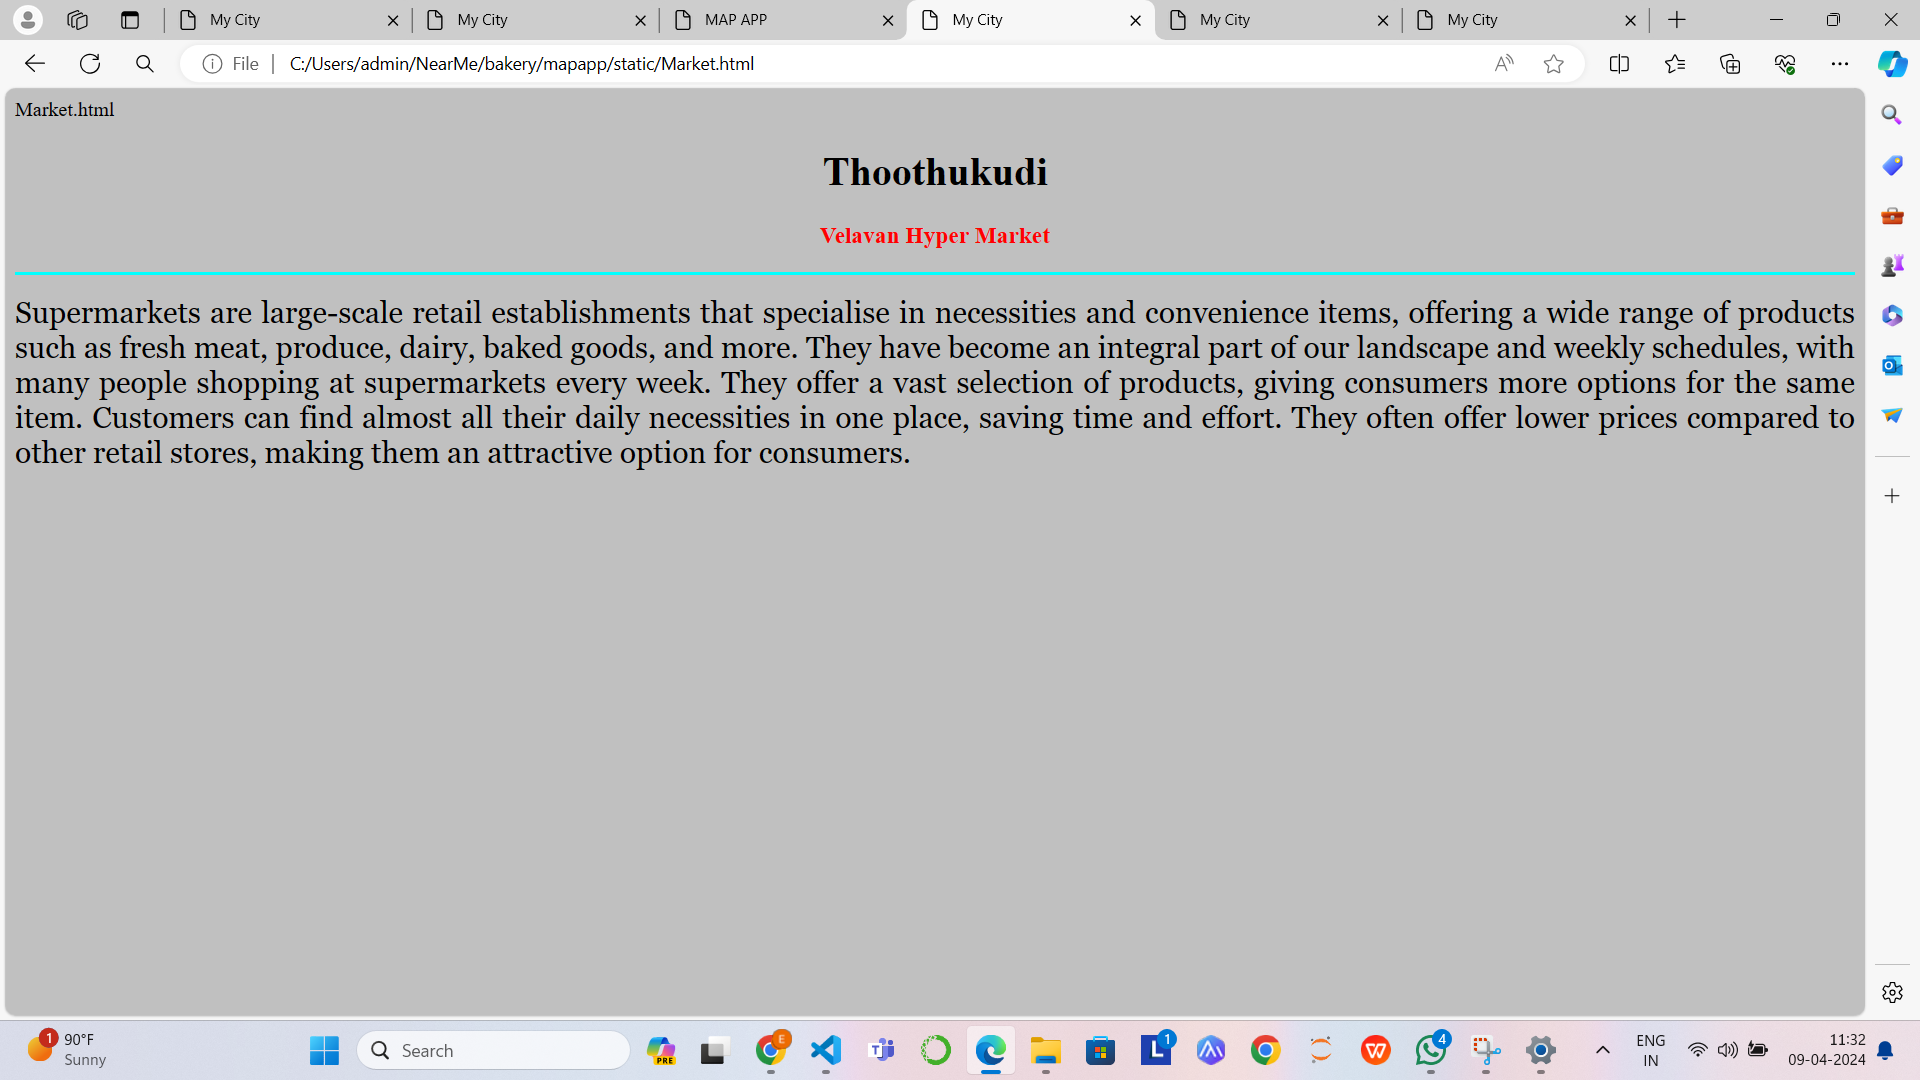 My City
My City
MAP APP
My City
My City
My City
File
C:/Users/admin/NearMe/bakery/mapapp/static/Market.html
Market.html
Thoothukudi
Velavan Hyper Market
Supermarkets are large-scale retail establishments that specialise in necessities and convenience items, offering a wide range of products
such as fresh meat, produce, dairy, baked goods, and more. They have become an integral part of our landscape and weekly schedules, with
many people shopping at supermarkets every week. They offer a vast selection of products, giving consumers more options for the same
item. Customers can find almost all their daily necessities in one place, saving time and effort. They often offer lower prices compared to
other retail stores, making them an attractive option for consumers.
1
90°F
Sunny
Search
PRE
E
L
1
W
4
ENG
IN
11:32
09-04-2024